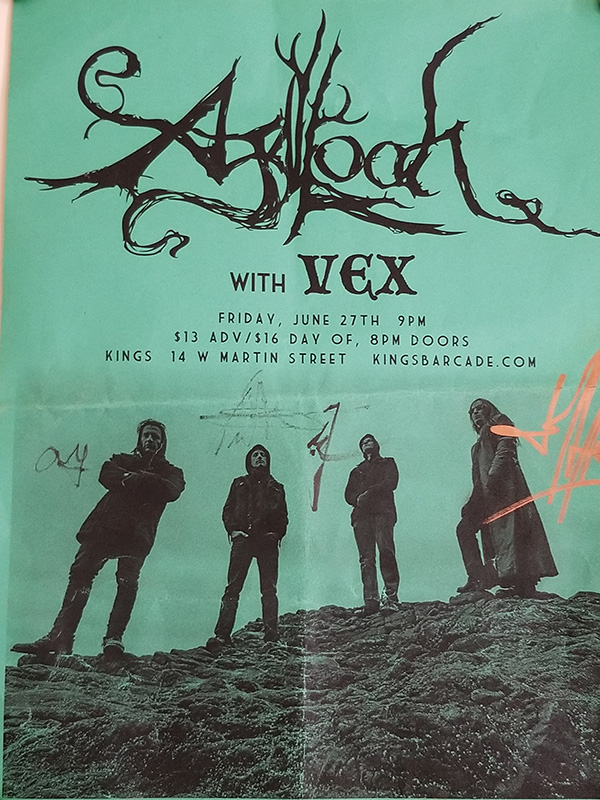 Agalloch
WITH VEX
FRIDAY, JUNE 27TH 9PM
$13 ADV/$16 DAY OF, 8PM DOORS
KINGS 14 W MARTIN STREET KINGSBARCADE.COM